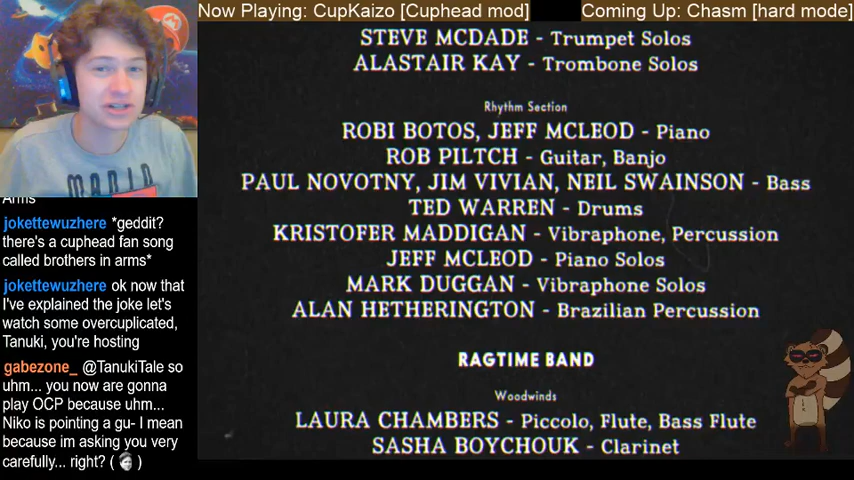 Now Playing: CupKaizo [Cuphead mod]
Coming Up: Chasm [hard mode]
STEVE MCDADE - Trumpet Solos
ALASTAIR KAY - Trombone Solos
Rhythm Section
ROBI BOTOS, JEFF MCLEOD - Piano
ROB PILTCH - Guitar, Banjo
PAUL NOVOTNY, JIM VIVIAN, NEIL SWAINSON - Bass
TED WARREN - Drums
KRISTOFER MADDIGAN - Vibraphone, Percussion
JEFF MCLEOD - Piano Solos
MARK DUGGAN - Vibraphone Solos
ALAN HETHERINGTON - Brazilian Percussion
RAGTIME BAND
Woodwinds
LAURA CHAMBERS - Piccolo, Flute, Bass Flute
SASHA BOYCHOUK - Clarinet
Arms
jokettewuzhere *geddit?
there's a cuphead fan song
called brothers in arms*
jokettewuzhere ok now that
I've explained the joke let's
watch some overcuplicated,
Tanuki, you're hosting
gabezone_ @TanukiTale so
uhm... you now are gonna
play OCP because uhm...
Niko is pointing a gu- I mean
because im asking you very
carefully... right? ( )